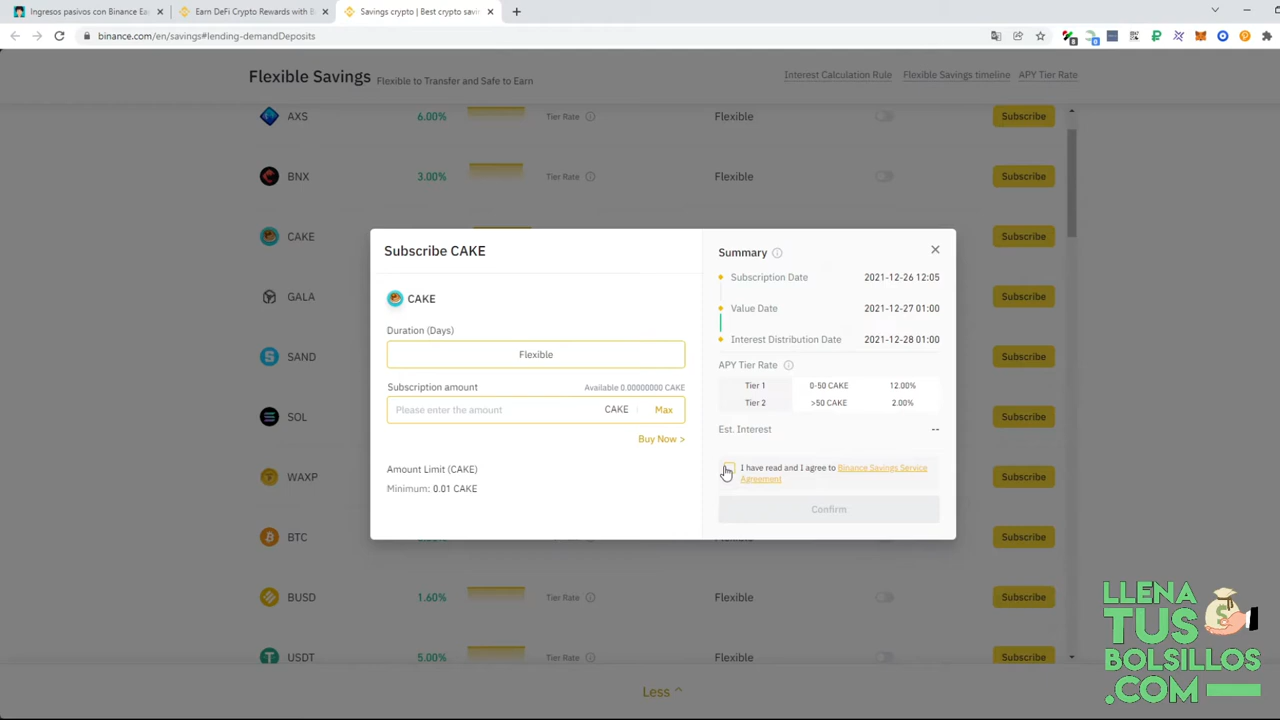 Ingresos pasivos con Binance Ea
Earn DeFi Crypto Rewards with B
Savings crypto | Best crypto savi
binance.com/en/savings#lending-demandDeposits
Flexible Savings Flexible to Transfer and Safe to Earn
Interest Calculation Rule Flexible Savings timeline APY Tier Rate
AXS 6.00% Tier Rate Flexible Subscribe
BNX 3.00% Tier Rate Flexible Subscribe
CAKE Subscribe
GALA Subscribe
SAND Subscribe
SOL Subscribe
WAXP Subscribe
BTC Flexible Subscribe
BUSD 1.60% Tier Rate Flexible Subscribe
USDT 5.00% Tier Rate Flexible Subscribe
Less
Subscribe CAKE
CAKE
Duration (Days)
Flexible
Subscription amount Available 0.00000000 CAKE
Please enter the amount CAKE Max
Buy Now >
Amount Limit (CAKE)
Minimum: 0.01 CAKE
Summary
Subscription Date 2021-12-26 12:05
Value Date 2021-12-27 01:00
Interest Distribution Date 2021-12-28 01:00
APY Tier Rate
Tier 1 0-50 CAKE 12.00%
Tier 2 >50 CAKE 2.00%
Est. Interest --
I have read and I agree to Binance Savings Service
Agreement
Confirm
LLENA
TUS
BOLSILLOS
.COM